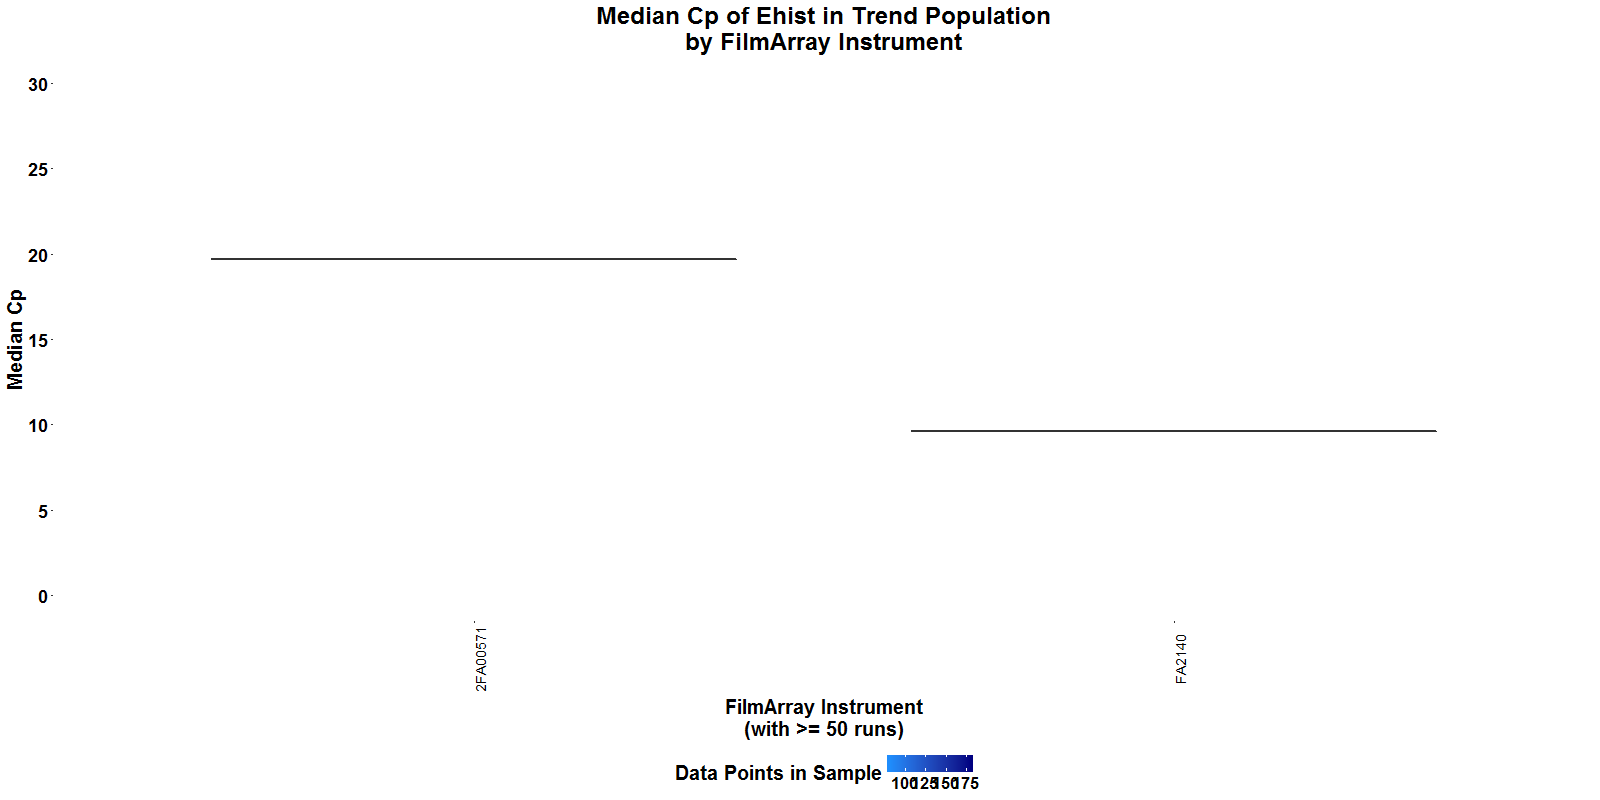 Median Cp of Ehist in Trend Population
by FilmArray Instrument
30
25
20
15
10
5
0
Median Cp
2FA00571
FA2140
FilmArray Instrument
(with >= 50 runs)
Data Points in Sample
100 125 150 175